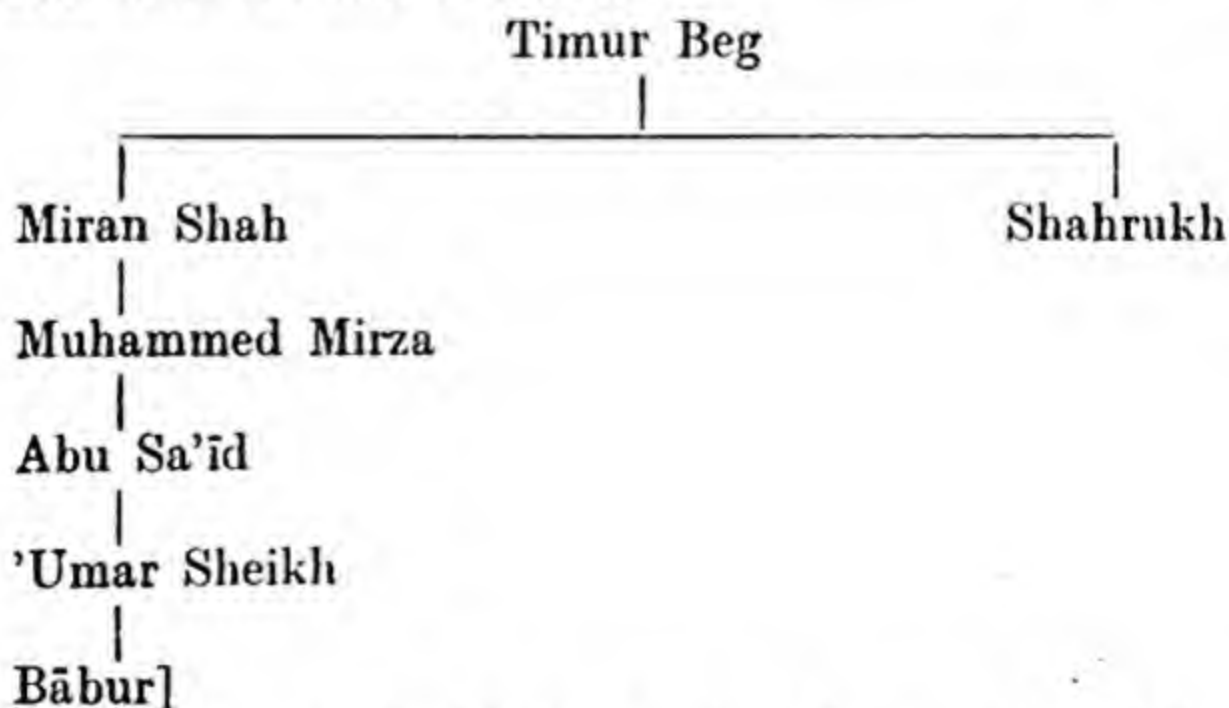 Timur Beg
Miran Shah Shahrukh
Muhammed Mirza
Abu Sa’īd
’Umar Sheikh
Bābur]